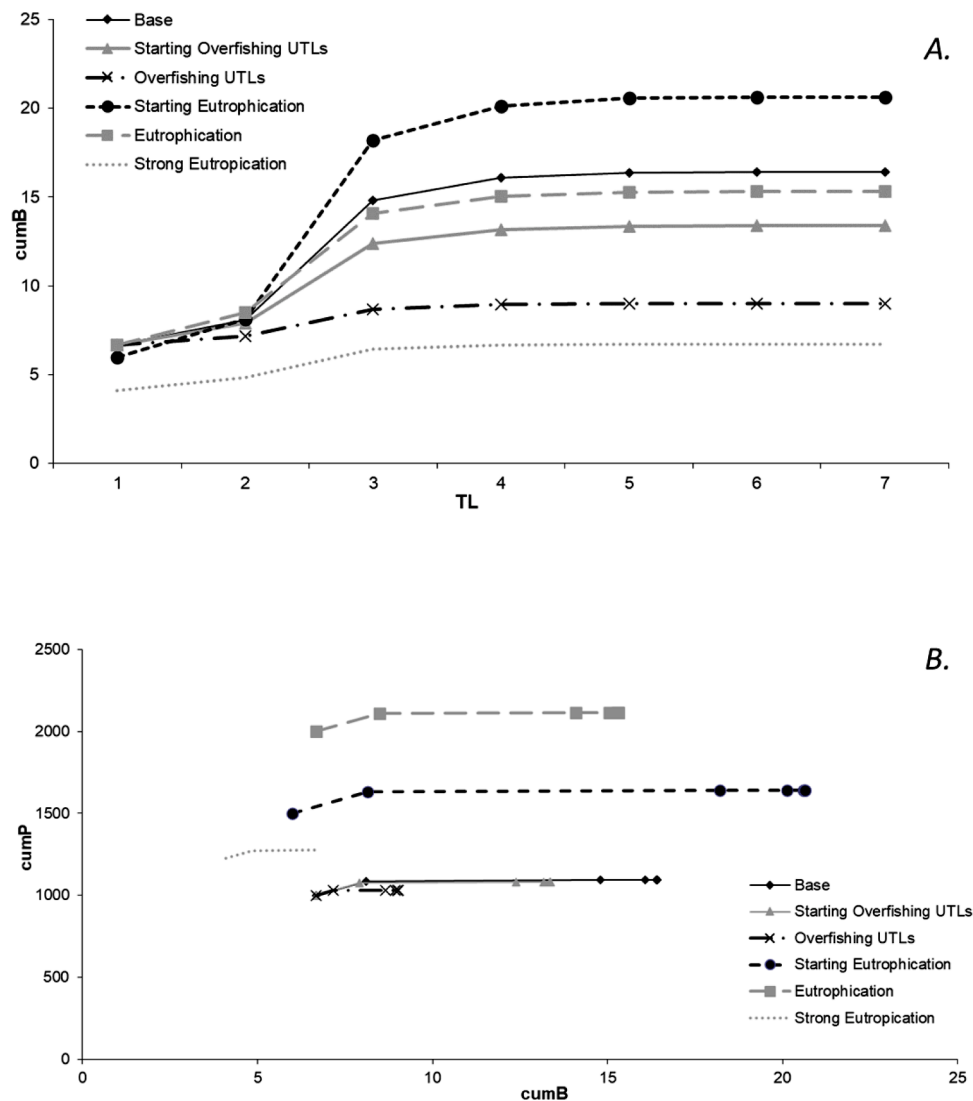 25
20
15
10
5
0
cumB
Base
Starting Overfishing UTLs
Overfishing UTLs
Starting Eutrophication
Eutrophication
Strong Eutropication
A.
1 2 3 4 5 6 7
TL
2500
2000
1500
1000
500
0
cumP
B.
Base
Starting Overfishing UTLs
Overfishing UTLs
Starting Eutrophication
Eutrophication
Strong Eutropication
0 5 10 15 20 25
cumB